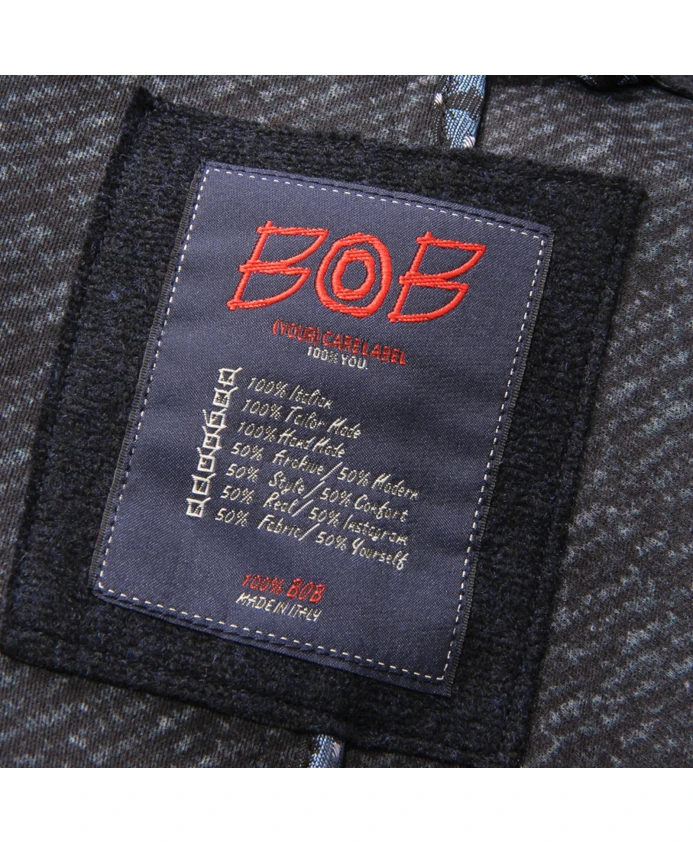 BOB
(YOUR) CARE LABEL
100% YOU.
100% Italian
100% Tailor Made
100% Hand Made
50% Archive / 50% Modern
50% Style / 50% Comfort
50% Real / 50% Instagram
50% Fabric / 50% Yourself
100% BOB
MADE IN ITALY